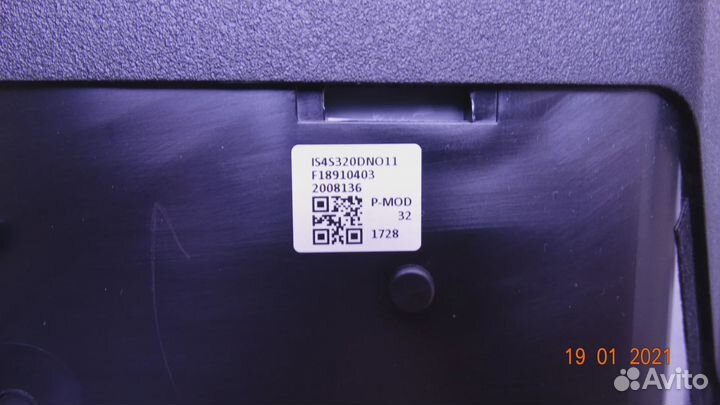 IS4S320DNO11
F18910403
2008136
P-MOD
32
1728
19 01 2021
Avito